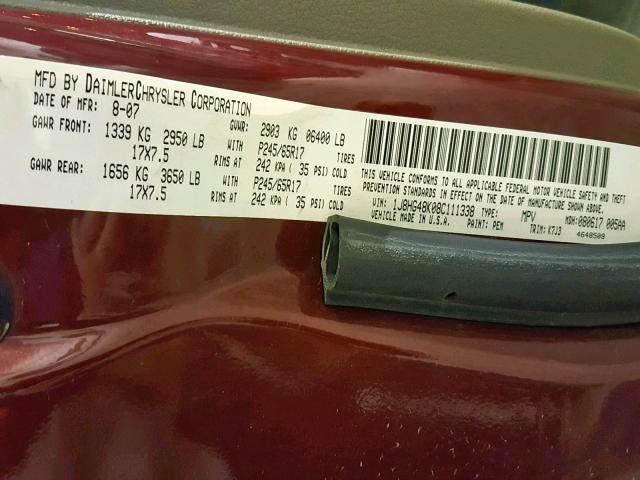 MFD BY DAIMLERCHRYSLER CORPORATION
DATE OF MFR: 8-07 GVWR: 2903 KG 06400 LB
GAWR FRONT: 1339 KG 2950 LB WITH P245/65R17 TIRES
17X7.5 RIMS AT 242 KPA ( 35 PSI) COLD
GAWR REAR: 1656 KG 3650 LB WITH P245/65R17 TIRES
17X7.5 RIMS AT 242 KPA ( 35 PSI) COLD
THIS VEHICLE CONFORMS TO ALL APPLICABLE FEDERAL MOTOR VEHICLE SAFETY AND THEFT
PREVENTION STANDARDS IN EFFECT ON THE DATE OF MANUFACTURE SHOWN ABOVE.
VIN: 1J8HG48K08C111338 TYPE: MPV MDH: 080617 005AA
VEHICLE MADE IN U.S.A. PAINT: PEM TRIM: K7J3
4648509